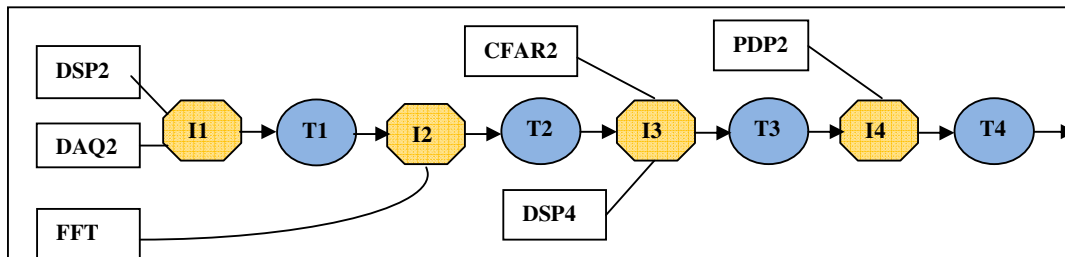 CFAR2
PDP2
DSP2
I1
T1
I2
T2
I3
T3
I4
T4
DAQ2
DSP4
FFT